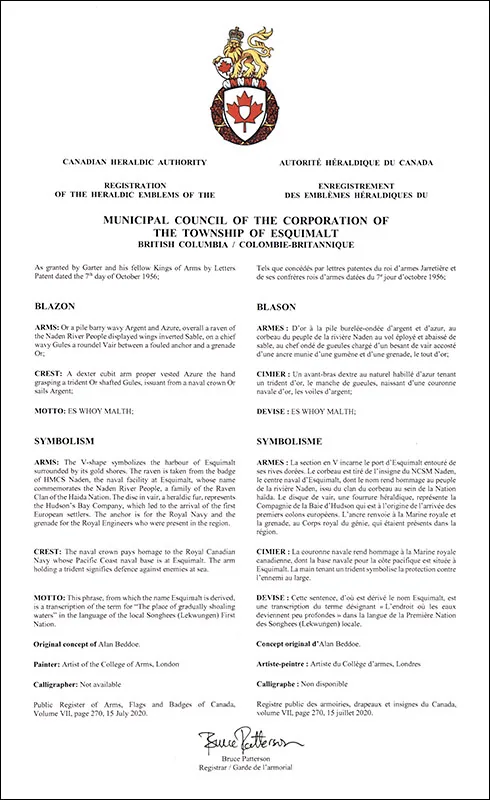 CANADIAN HERALDIC AUTHORITY
REGISTRATION
OF THE HERALDIC EMBLEMS OF THE
AUTORITÉ HÉRALDIQUE DU CANADA
ENREGISTREMENT
DES EMBLÈMES HÉRALDIQUES DU
MUNICIPAL COUNCIL OF THE CORPORATION OF
THE TOWNSHIP OF ESQUIMALT
BRITISH COLUMBIA / COLOMBIE-BRITANNIQUE
As granted by Garter and his fellow Kings of Arms by Letters
Patent dated the 7th day of October 1956;
BLAZON
ARMS: Or a pile barry wavy Argent and Azure, overall a raven of
the Naden River People displayed wings inverted Sable, on a chief
wavy Gules a roundel Vair between a fouled anchor and a grenade
Or;
CREST: A dexter cubit arm proper vested Azure the hand
grasping a trident Or shafted Gules, issuant from a naval crown Or
sails Argent;
MOTTO: ES WHOY MALTH;
SYMBOLISM
ARMS: The V-shape symbolizes the harbour of Esquimalt
surrounded by its gold shores. The raven is taken from the badge
of HMCS Naden, the naval facility at Esquimalt, whose name
commemorates the Naden River People, a family of the Raven
Clan of the Haida Nation. The disc in vair, a heraldic fur, represents
the Hudson's Bay Company, which led to the arrival of the first
European settlers. The anchor is for the Royal Navy and the
grenade for the Royal Engineers who were present in the region.
CREST: The naval crown pays homage to the Royal Canadian
Navy whose Pacific Coast naval base is at Esquimalt. The arm
holding a trident signifies defence against enemies at sea.
MOTTO: This phrase, from which the name Esquimalt is derived,
is a transcription of the term for "The place of gradually shoaling
waters" in the language of the local Songhees (Lekwungen) First
Nation.
Original concept of Alan Beddoe.
Painter: Artist of the College of Arms, London
Calligrapher: Not available
Public Register of Arms, Flags and Badges of Canada,
Volume VII, page 270, 15 July 2020.
Tels que concédés par lettres patentes du roi d'armes Jarretière et
de ses confrères rois d'armes datées du 7e jour d'octobre 1956;
BLASON
ARMES : D'or à la pile burelée-ondée d'argent et d'azur, au
corbeau du peuple de la rivière Naden au vol éployé et abaissé de
sable, au chef ondé de gueules chargé d'un besant de vair accosté
d'une ancre munie d'une gumène et d'une grenade, le tout d'or;
CIMIER : Un avant-bras dextre au naturel habillé d'azur tenant
un trident d'or, le manche de gueules, naissant d'une couronne
navale d'or, les voiles d'argent;
DEVISE : ES WHOY MALTH;
SYMBOLISME
ARMES : La section en V incarne le port d'Esquimalt entouré de
ses rives dorées. Le corbeau est tiré de l'insigne du NCSM Naden,
le centre naval d'Esquimalt, dont le nom rend hommage au peuple
de la rivière Naden, issu du clan du corbeau au sein de la Nation
haïda. Le disque de vair, une fourrure héraldique, représente la
Compagnie de la Baie d'Hudson qui est à l'origine de l'arrivée des
premiers colons européens. L'ancre renvoie à la Marine royale et
la grenade, au Corps royal du génie, qui étaient présents dans la
région.
CIMIER : La couronne navale rend hommage à la Marine royale
canadienne, dont la base navale pour la côte pacifique est située à
Esquimalt. La main tenant un trident symbolise la protection contre
l'ennemi au large.
DEVISE : Cette sentence, d'où est dérivé le nom Esquimalt, est
une transcription du terme désignant « L'endroit où les eaux
deviennent peu profondes » dans la langue de la Première Nation
des Songhees (Lekwungen) locale.
Concept original d'Alan Beddoe.
Artiste-peintre : Artiste du Collège d'armes, Londres
Calligraphe : Non disponible
Registre public des armoiries, drapeaux et insignes du Canada,
volume VII, page 270, 15 juillet 2020.
Bruce Patterson
Bruce Patterson
Registrar / Garde de l'armorial